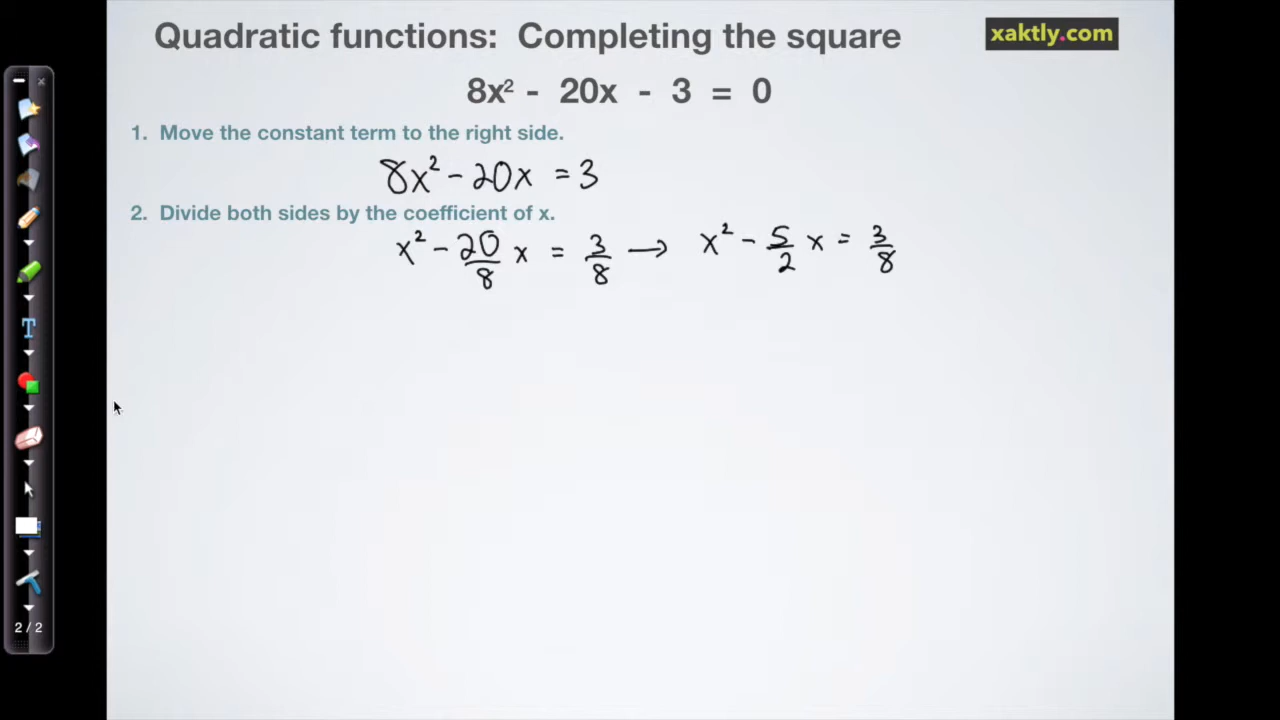 Quadratic functions: Completing the square
xaktly.com
8x² - 20x - 3 = 0
1. Move the constant term to the right side.
8x² - 20x = 3
2. Divide both sides by the coefficient of x.
x² - 20/8 x = 3/8 → x² - 5/2 x = 3/8
2 / 2